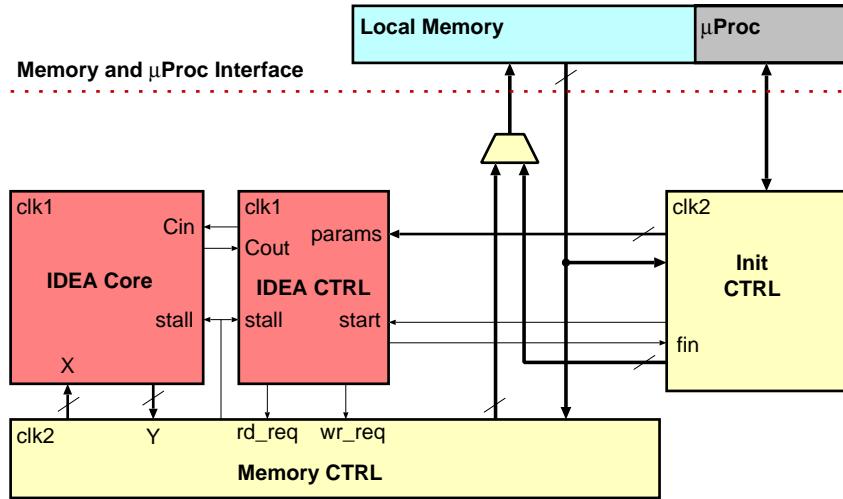 Local Memory
μProc
Memory and μProc Interface
clk1
clk1
clk2
Cin
params
Cout
IDEA Core
IDEA CTRL
Init
CTRL
stall
stall
start
fin
X
clk2
Y
rd_req
wr_req
Memory CTRL